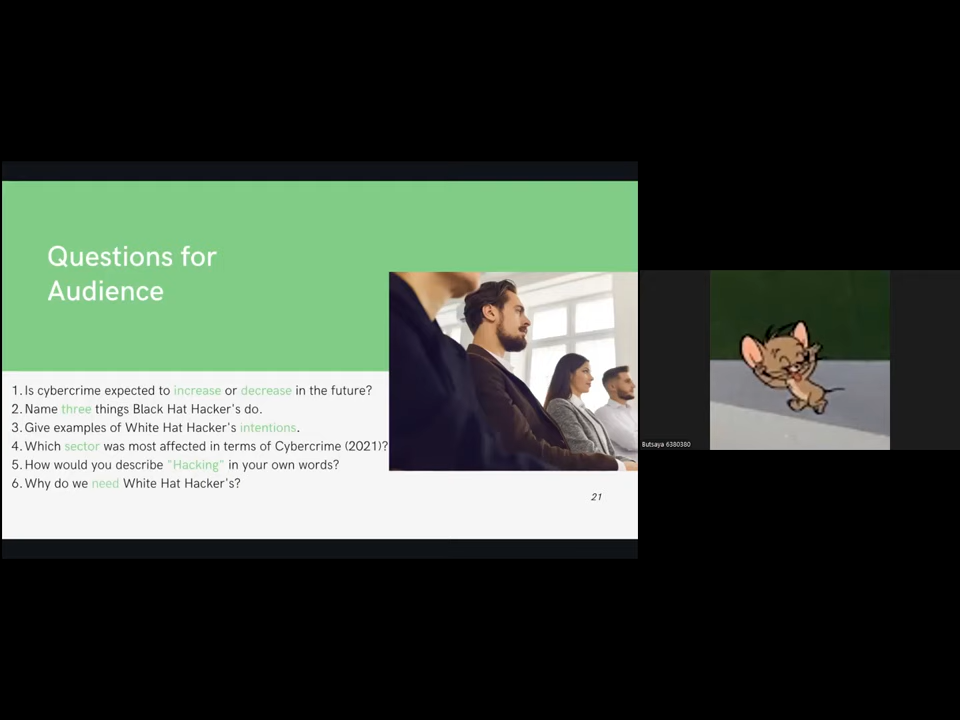 Questions for
Audience
1. Is cybercrime expected to increase or decrease in the future?
2. Name three things Black Hat Hacker's do.
3. Give examples of White Hat Hacker's intentions.
4. Which sector was most affected in terms of Cybercrime (2021)?
5. How would you describe "Hacking" in your own words?
6. Why do we need White Hat Hacker's?
21
Butsaya 6380380